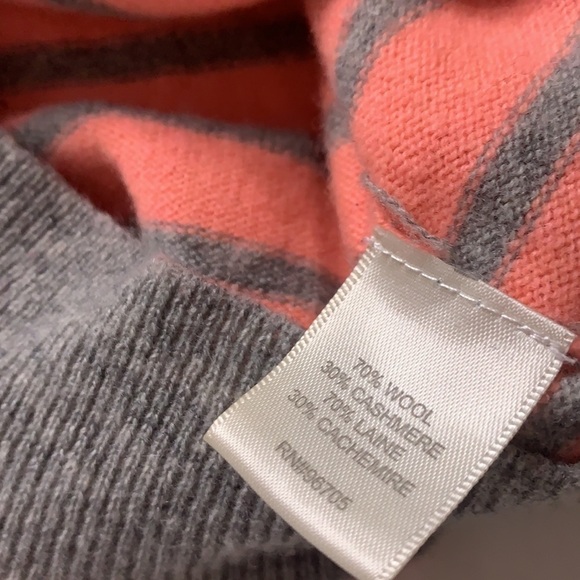 70% WOOL
30% CASHMERE
70% LAINE
30% CACHEMIRE
RN#96705